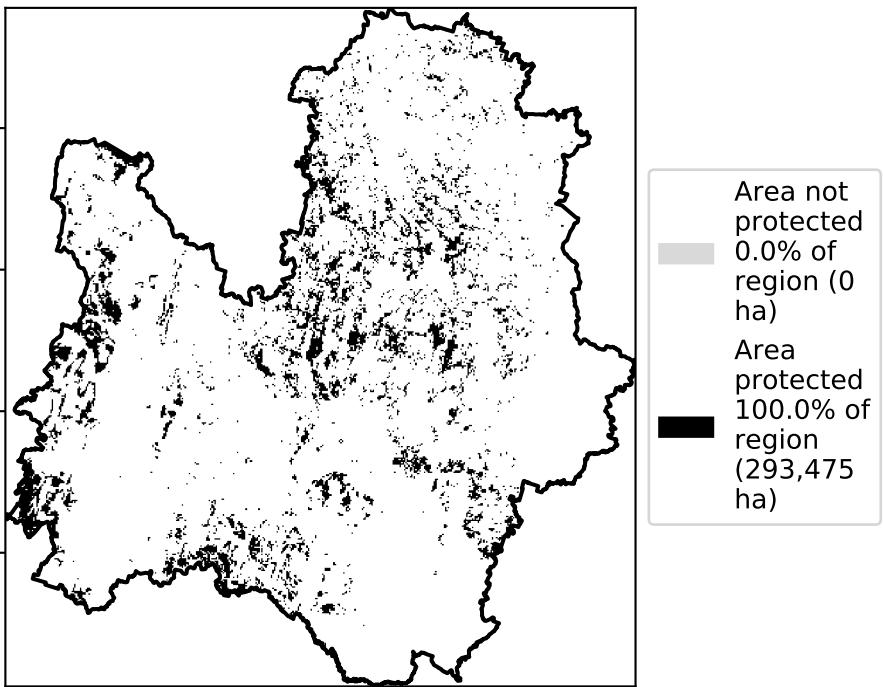 Area not
protected
0.0% of
region (0
ha)
Area
protected
100.0% of
region
(293,475
ha)